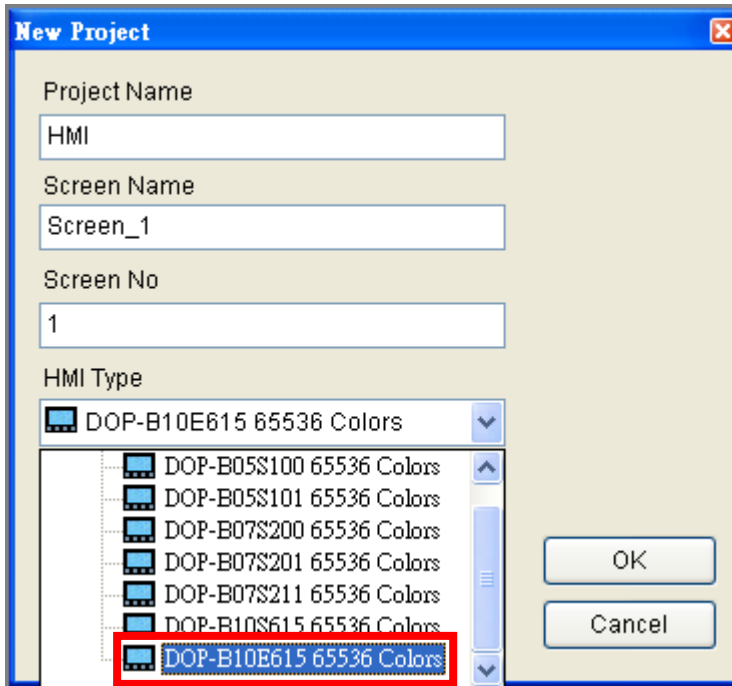 New Project
Project Name
HMI
Screen Name
Screen_1
Screen No
1
HMI Type
DOP-B10E615 65536 Colors
DOP-B05S100 65536 Colors
DOP-B05S101 65536 Colors
DOP-B07S200 65536 Colors
DOP-B07S201 65536 Colors
DOP-B07S211 65536 Colors
DOP-B10S615 65536 Colors
DOP-B10E615 65536 Colors
OK
Cancel